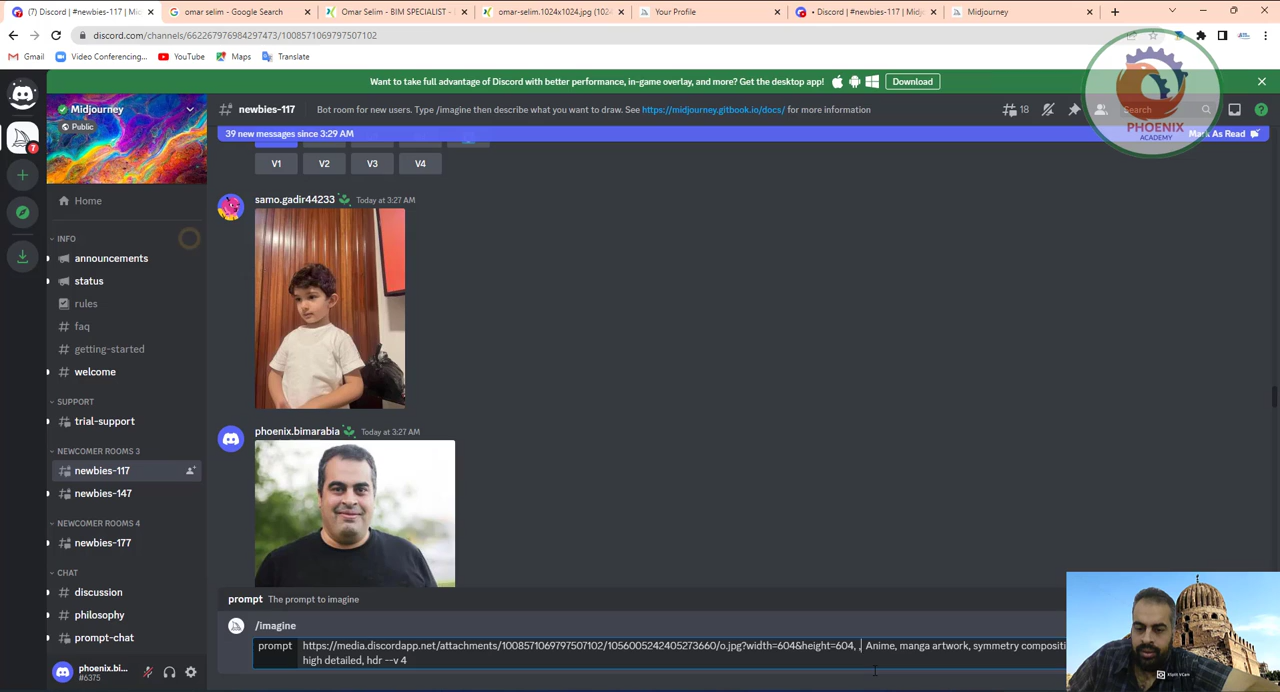 (7) Discord | #newbies-117 | Mid
omar selim - Google Search
Omar Selim - BIM SPECIALIST -
omar-selim.1024x1024.jpg (102
Your Profile
• Discord | #newbies-117 | Midj
Midjourney
discord.com/channels/662267976984297473/1008571069797507102
Gmail
Video Conferencing...
YouTube
Maps
Translate
Want to take full advantage of Discord with better performance, in-game overlay, and more? Get the desktop app!
Download
Midjourney
Public
newbies-117
Bot room for new users. Type /imagine then describe what you want to draw. See https://midjourney.gitbook.io/docs/ for more information
18
Search
39 new messages since 3:29 AM
Mark As Read
PHOENIX
ACADEMY
V1
V2
V3
V4
Home
INFO
announcements
status
rules
faq
getting-started
welcome
SUPPORT
trial-support
NEWCOMER ROOMS 3
newbies-117
newbies-147
NEWCOMER ROOMS 4
newbies-177
CHAT
discussion
philosophy
prompt-chat
phoenix.bi...
#6375
7
samo.gadir44233
Today at 3:27 AM
phoenix.bimarabia
Today at 3:27 AM
prompt The prompt to imagine
/imagine
prompt
https://media.discordapp.net/attachments/1008571069797507102/1056005242405273660/o.jpg?width=604&height=604, , Anime, manga artwork, symmetry compositi
high detailed, hdr --v 4
XSplit VCam